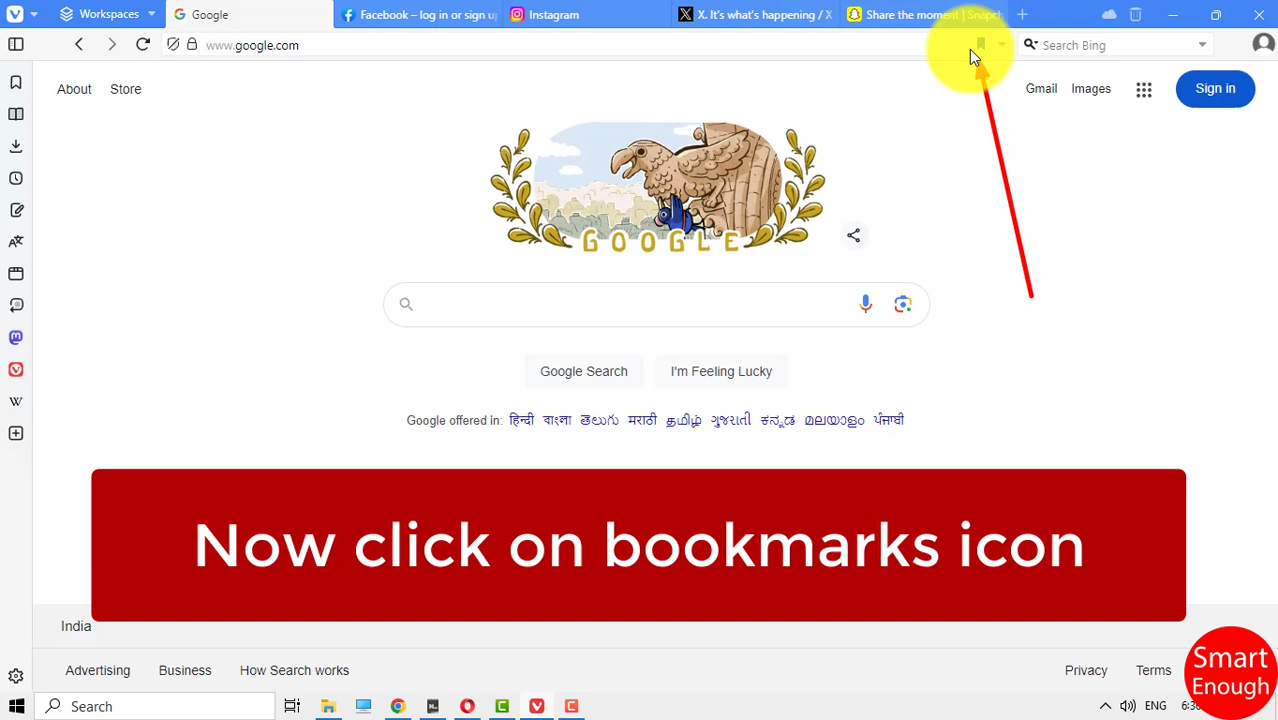 Workspaces
Google
Facebook – log in or sign u
Instagram
X. It's what's happening / X
Share the moment | Snapch
www.google.com
Search Bing
About
Store
Gmail
Images
Sign in
GOOGLE
Google Search
I'm Feeling Lucky
Google offered in: हिन्दी বাংলা తెలుగు मराठी தமிழ் ગુજરાતી ಕನ್ನಡ മലയാളം ਪੰਜਾਬੀ
Now click on bookmarks icon
India
Advertising
Business
How Search works
Privacy
Terms
Smart
Enough
Search
ENG